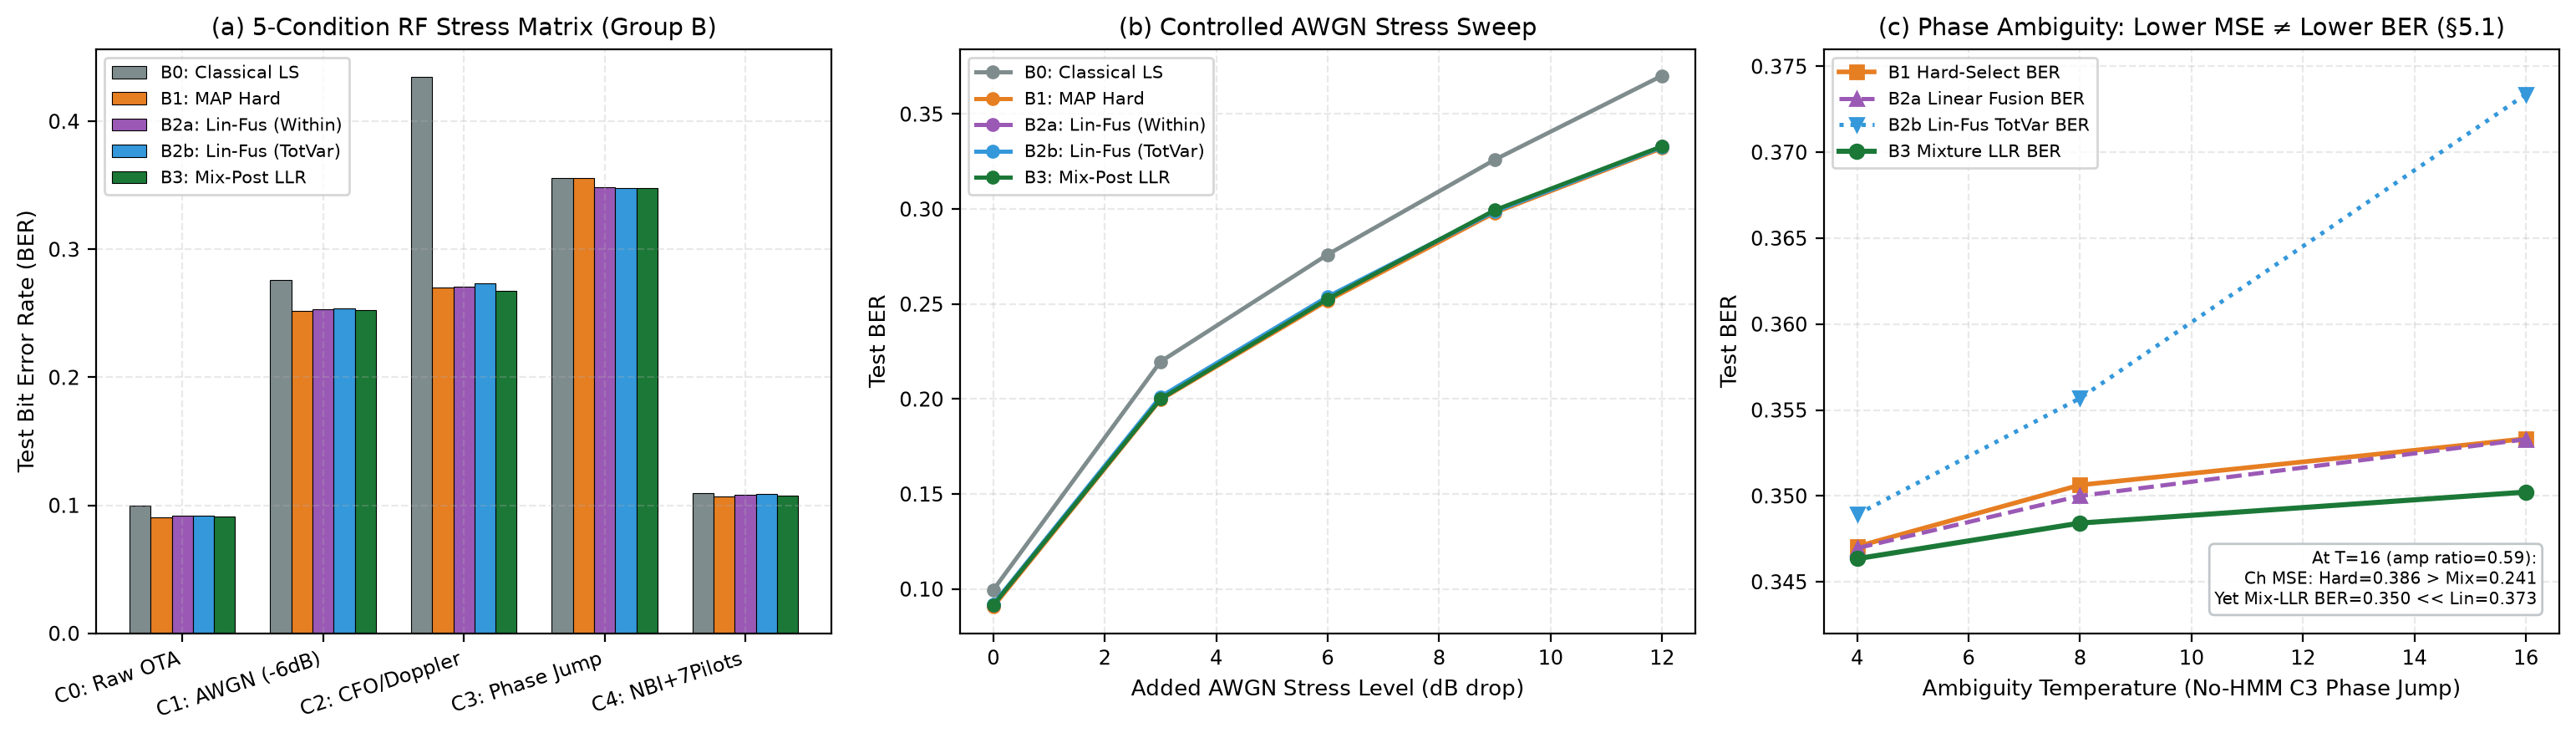 (a) 5-Condition RF Stress Matrix (Group B)
Test Bit Error Rate (BER)
0.4
0.3
0.2
0.1
0.0
B0: Classical LS
B1: MAP Hard
B2a: Lin-Fus (Within)
B2b: Lin-Fus (TotVar)
B3: Mix-Post LLR
C0: Raw OTA
C1: AWGN (-6dB)
C2: CFO/Doppler
C3: Phase Jump
C4: NBI+7Pilots
(b) Controlled AWGN Stress Sweep
Test BER
0.35
0.30
0.25
0.20
0.15
0.10
B0: Classical LS
B1: MAP Hard
B2a: Lin-Fus (Within)
B2b: Lin-Fus (TotVar)
B3: Mix-Post LLR
0 2 4 6 8 10 12
Added AWGN Stress Level (dB drop)
(c) Phase Ambiguity: Lower MSE ≠ Lower BER (§5.1)
Test BER
0.375
0.370
0.365
0.360
0.355
0.350
0.345
B1 Hard-Select BER
B2a Linear Fusion BER
B2b Lin-Fus TotVar BER
B3 Mixture LLR BER
At T=16 (amp ratio=0.59):
Ch MSE: Hard=0.386 > Mix=0.241
Yet Mix-LLR BER=0.350 << Lin=0.373
4 6 8 10 12 14 16
Ambiguity Temperature (No-HMM C3 Phase Jump)